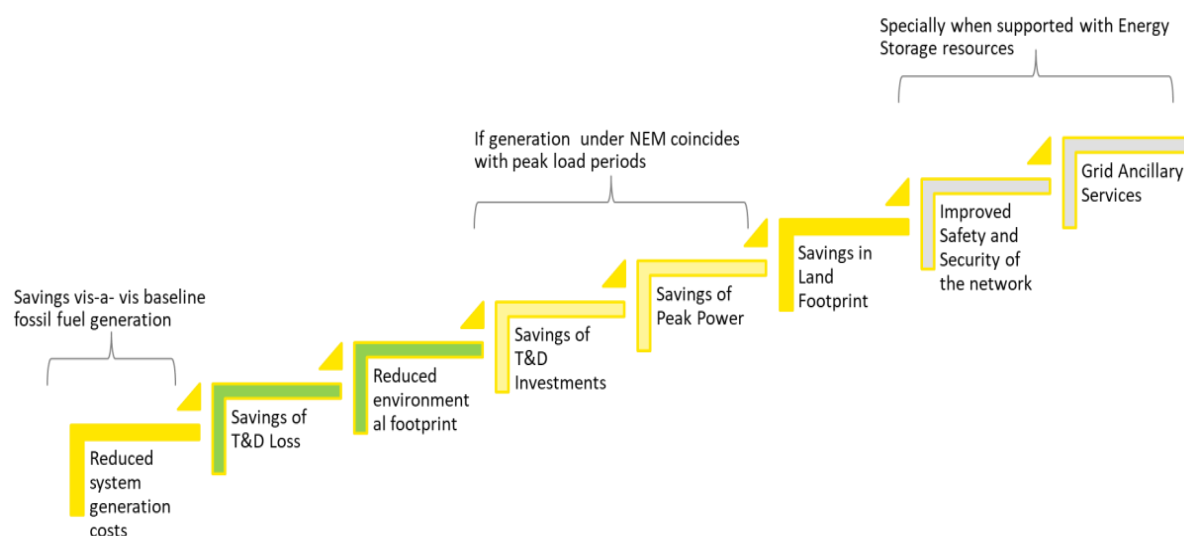 Specially when supported with Energy
Storage resources
If generation under NEM coincides
with peak load periods
Savings vis-a- vis baseline
fossil fuel generation
Reduced
system
generation
costs
Savings of
T&D Loss
Reduced
environment
al footprint
Savings of
T&D
Investments
Savings of
Peak Power
Savings in
Land
Footprint
Improved
Safety and
Security of
the network
Grid Ancillary
Services